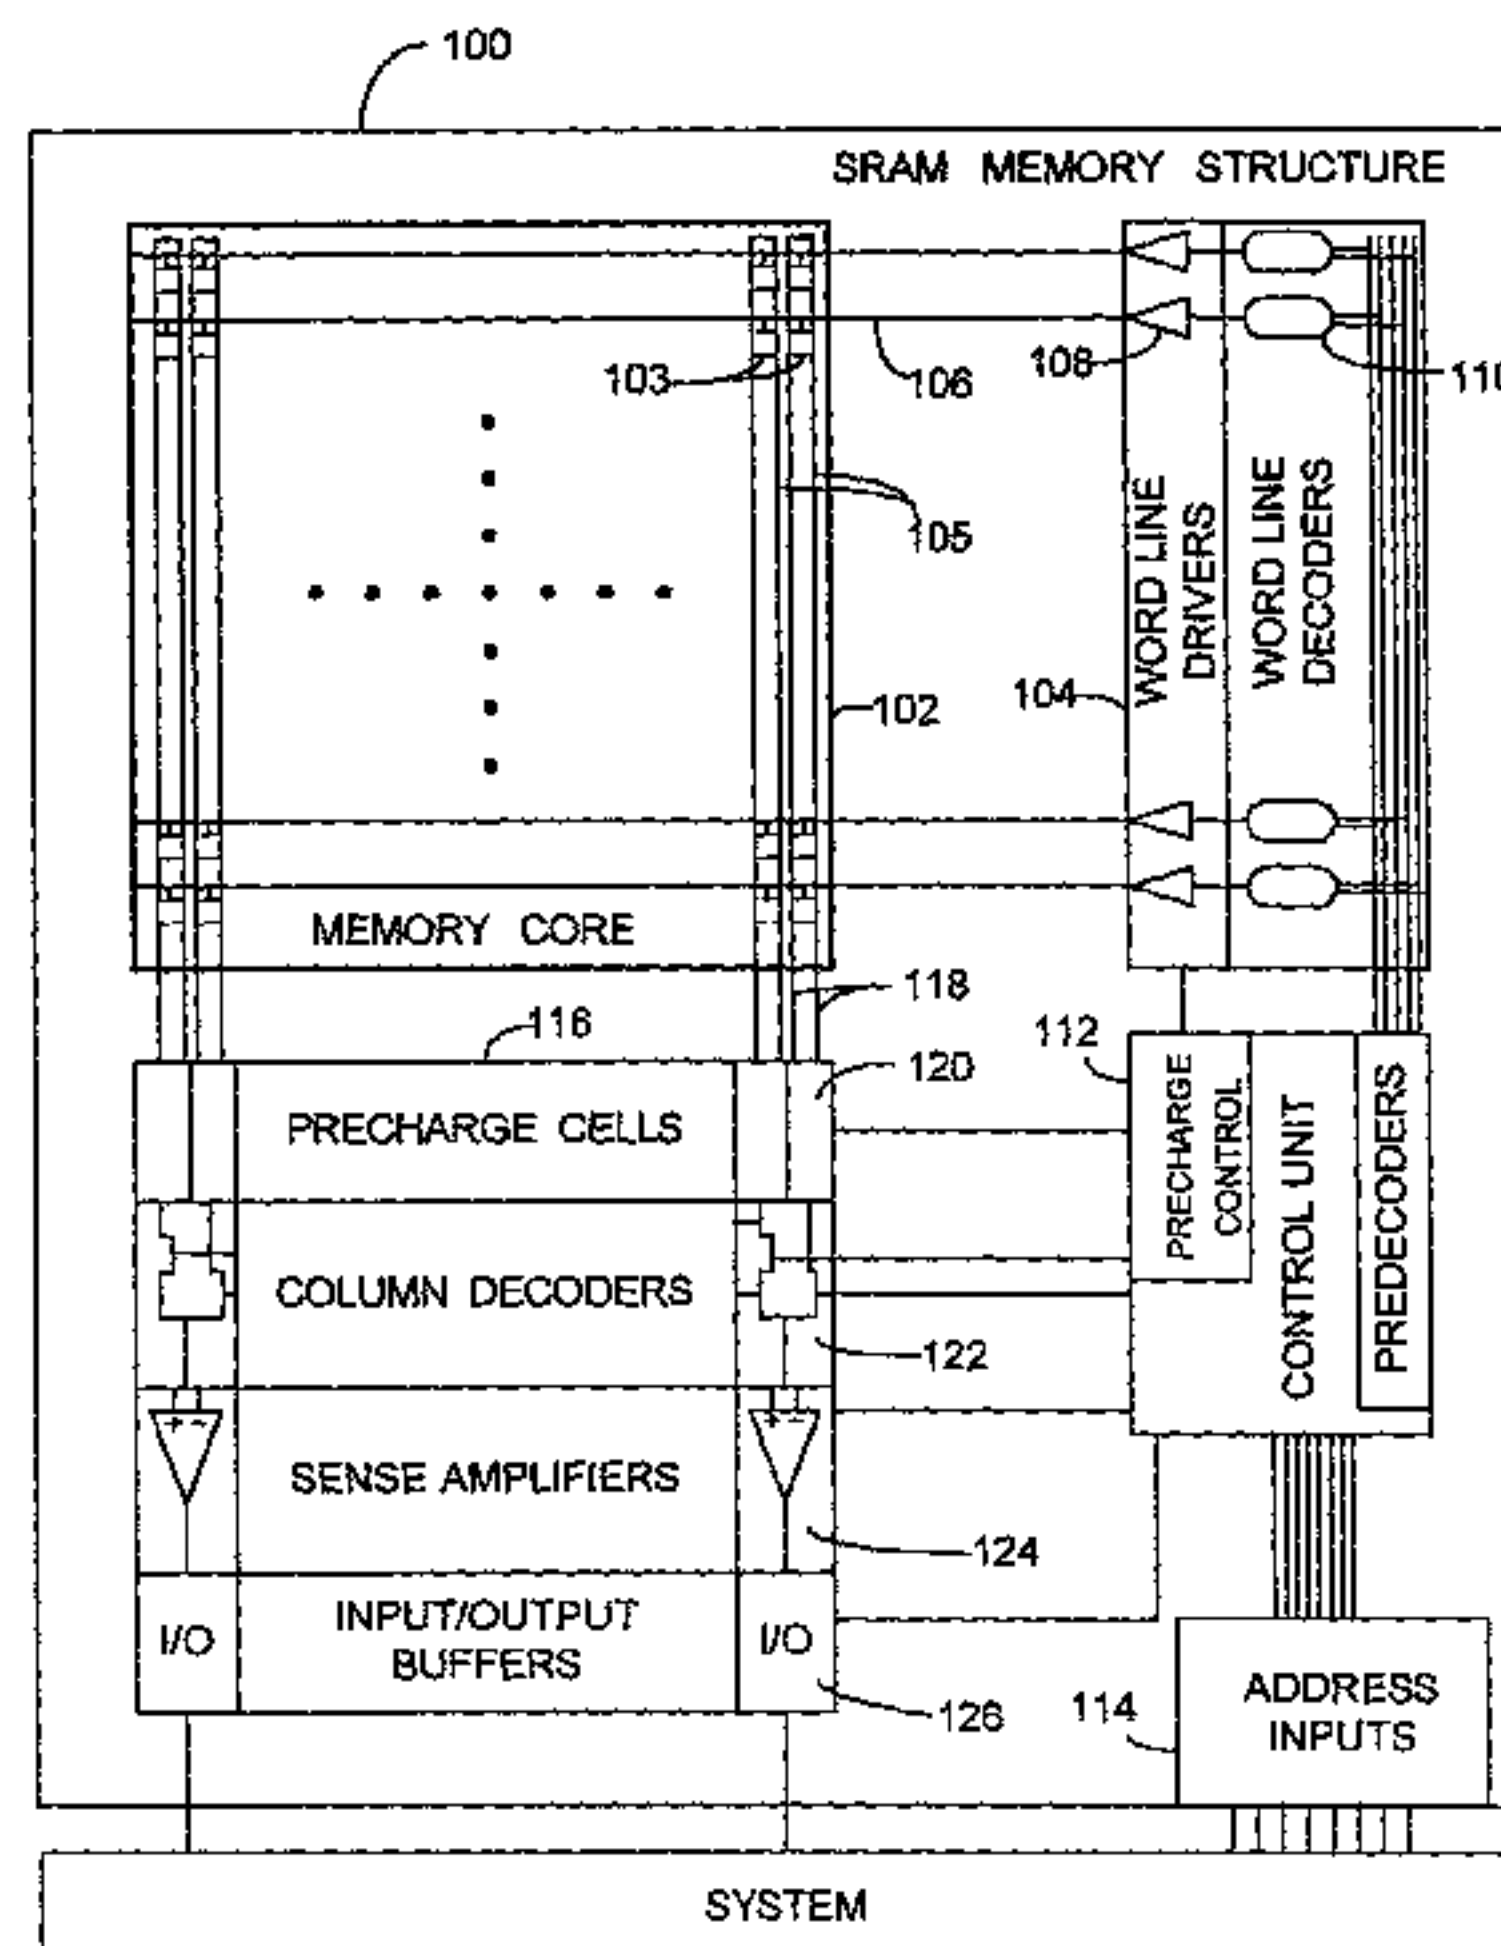 100
SRAM MEMORY STRUCTURE
103
106
108
110
105
WORD LINE
DRIVERS
WORD LINE
DECODERS
102
104
MEMORY CORE
118
116
112
120
PRECHARGE CELLS
PRECHARGE
CONTROL
CONTROL UNIT
PREDECODERS
COLUMN DECODERS
122
+ −
+ −
SENSE AMPLIFIERS
124
I/O
INPUT/OUTPUT
BUFFERS
I/O
126
114
ADDRESS
INPUTS
SYSTEM